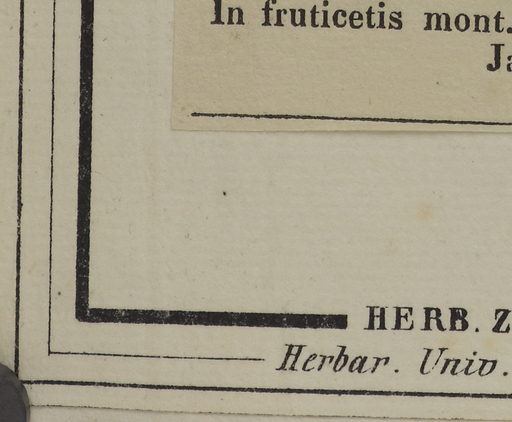 In fruticetis mont.
Ja
HERB. Z
Herbar. Univ.